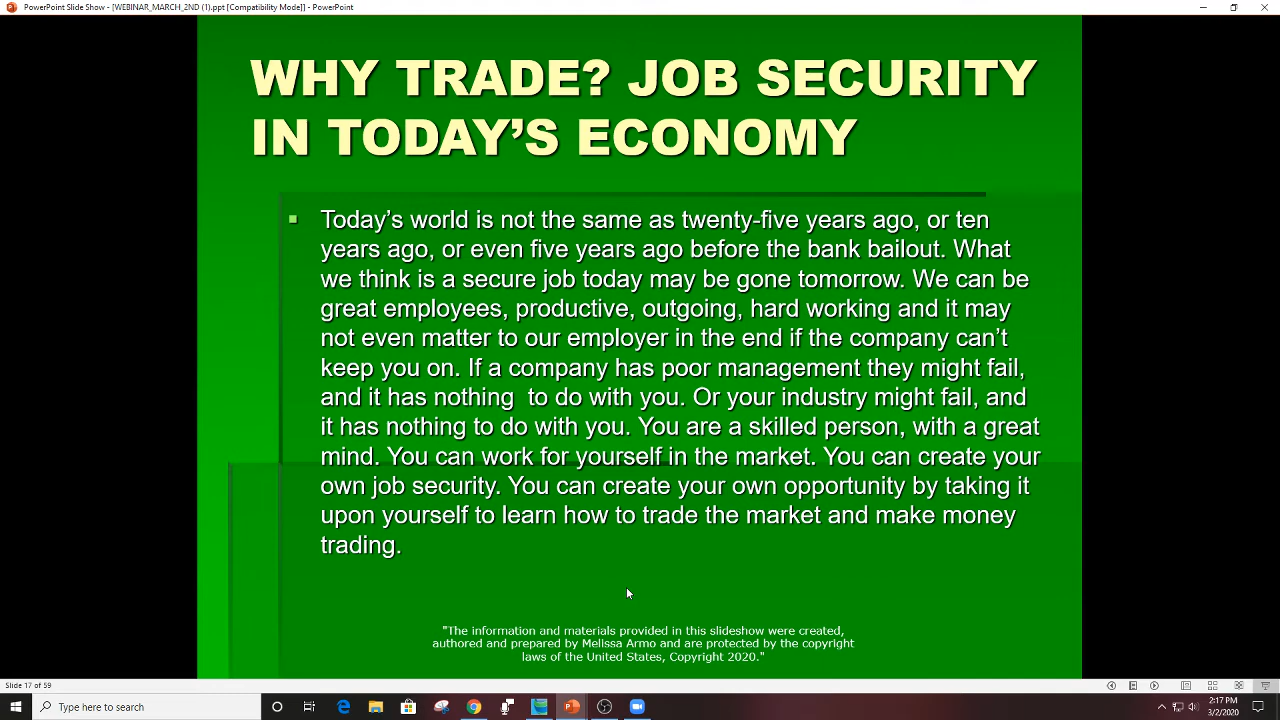 PowerPoint Slide Show - [WEBINAR_MARCH_2ND (1).ppt [Compatibility Mode]] - PowerPoint
WHY TRADE? JOB SECURITY
IN TODAY’S ECONOMY
Today’s world is not the same as twenty-five years ago, or ten
years ago, or even five years ago before the bank bailout. What
we think is a secure job today may be gone tomorrow. We can be
great employees, productive, outgoing, hard working and it may
not even matter to our employer in the end if the company can’t
keep you on. If a company has poor management they might fail,
and it has nothing  to do with you. Or your industry might fail, and
it has nothing to do with you. You are a skilled person, with a great
mind. You can work for yourself in the market. You can create your
own job security. You can create your own opportunity by taking it
upon yourself to learn how to trade the market and make money
trading.
"The information and materials provided in this slideshow were created,
authored and prepared by Melissa Armo and are protected by the copyright
laws of the United States, Copyright 2020."
Slide 17 of 59
Type here to search
2:17 PM
3/2/2020